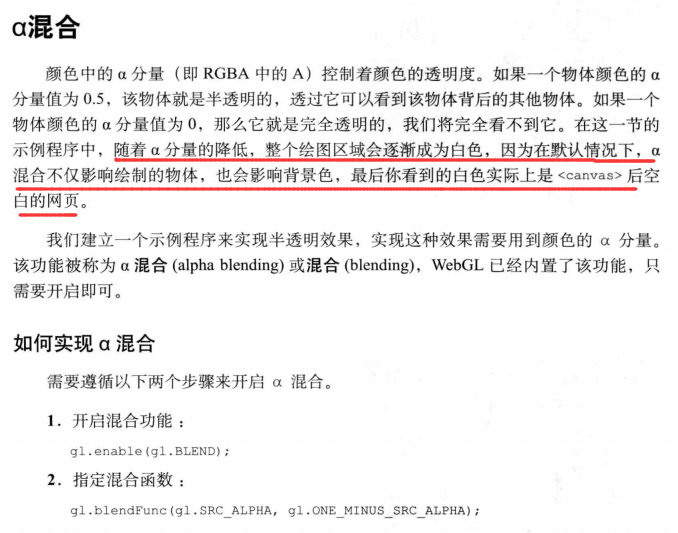 α混合
颜色中的 α 分量（即 RGBA 中的 A）控制着颜色的透明度。如果一个物体颜色的 α
分量值为 0.5，该物体就是半透明的，透过它可以看到该物体背后的其他物体。如果一个
物体颜色的 α 分量值为 0，那么它就是完全透明的，我们将完全看不到它。在这一节的
示例程序中，随着 α 分量的降低，整个绘图区域会逐渐成为白色，因为在默认情况下，α
混合不仅影响绘制的物体，也会影响背景色，最后你看到的白色实际上是 <canvas> 后空
白的网页。
我们建立一个示例程序来实现半透明效果，实现这种效果需要用到颜色的 α 分量。
该功能被称为 α 混合 (alpha blending) 或混合 (blending)，WebGL 已经内置了该功能，只
需要开启即可。
如何实现 α 混合
需要遵循以下两个步骤来开启 α 混合。
1. 开启混合功能：
gl.enable(gl.BLEND);
2. 指定混合函数：
gl.blendFunc(gl.SRC_ALPHA, gl.ONE_MINUS_SRC_ALPHA);